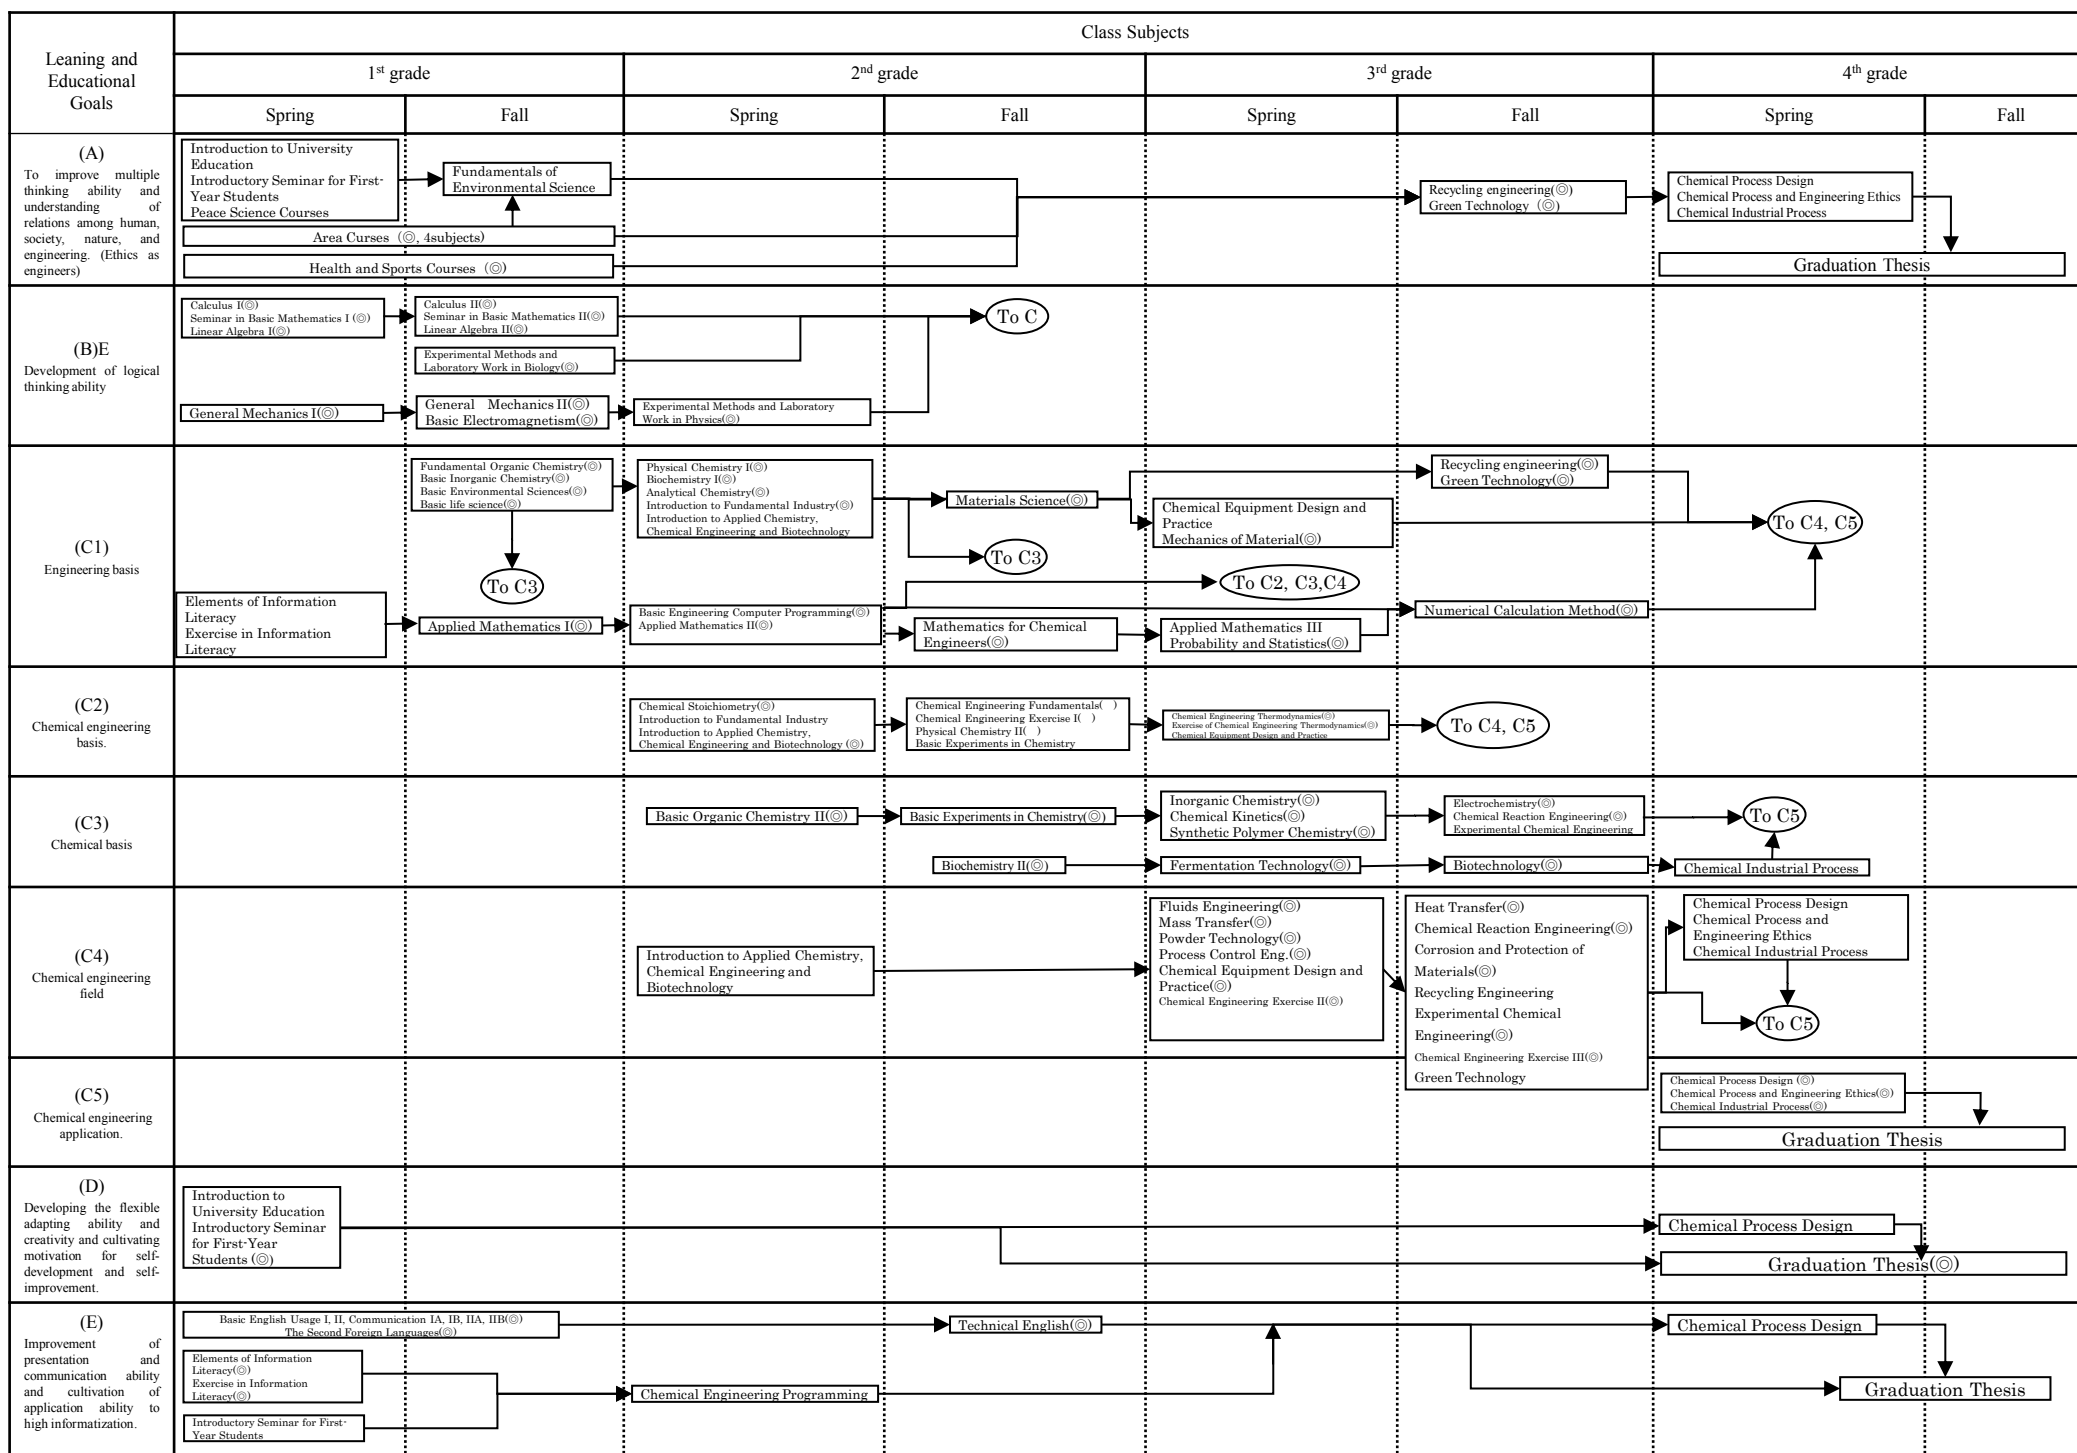 Class Subjects
Leaning and
Educational
Goals
1st grade
2nd grade
3rd grade
4th grade
Spring
Fall
Spring
Fall
Spring
Fall
Spring
Fall
(A)
To improve multiple
thinking ability and
understanding of
relations among human,
society, nature, and
engineering. (Ethics as
engineers)
Introduction to University
Education
Introductory Seminar for First-
Year Students
Peace Science Courses
Fundamentals of
Environmental Science
Area Curses (◎, 4subjects)
Health and Sports Courses (◎)
Recycling engineering(◎)
Green Technology (◎)
Chemical Process Design
Chemical Process and Engineering Ethics
Chemical Industrial Process
Graduation Thesis
(B)E
Development of logical
thinking ability
Calculus I(◎)
Seminar in Basic Mathematics I (◎)
Linear Algebra I(◎)
Calculus II(◎)
Seminar in Basic Mathematics II(◎)
Linear Algebra II(◎)
To C
Experimental Methods and
Laboratory Work in Biology(◎)
General Mechanics I(◎)
General Mechanics II(◎)
Basic Electromagnetism(◎)
Experimental Methods and Laboratory
Work in Physics(◎)
(C1)
Engineering basis
Fundamental Organic Chemistry(◎)
Basic Inorganic Chemistry(◎)
Basic Environmental Sciences(◎)
Basic life science(◎)
To C3
Physical Chemistry I(◎)
Biochemistry I(◎)
Analytical Chemistry(◎)
Introduction to Fundamental Industry(◎)
Introduction to Applied Chemistry,
Chemical Engineering and Biotechnology
Materials Science(◎)
To C3
Chemical Equipment Design and
Practice
Mechanics of Material(◎)
Recycling engineering(◎)
Green Technology(◎)
To C4, C5
To C2, C3,C4
Elements of Information
Literacy
Exercise in Information
Literacy
Applied Mathematics I(◎)
Basic Engineering Computer Programming(◎)
Applied Mathematics II(◎)
Mathematics for Chemical
Engineers(◎)
Applied Mathematics III
Probability and Statistics(◎)
Numerical Calculation Method(◎)
(C2)
Chemical engineering
basis.
Chemical Stoichiometry(◎)
Introduction to Fundamental Industry
Introduction to Applied Chemistry,
Chemical Engineering and Biotechnology (◎)
Chemical Engineering Fundamentals( )
Chemical Engineering Exercise I( )
Physical Chemistry II( )
Basic Experiments in Chemistry
Chemical Engineering Thermodynamics(◎)
Exercise of Chemical Engineering Thermodynamics(◎)
Chemical Equipment Design and Practice
To C4, C5
(C3)
Chemical basis
Basic Organic Chemistry II(◎)
Basic Experiments in Chemistry(◎)
Inorganic Chemistry(◎)
Chemical Kinetics(◎)
Synthetic Polymer Chemistry(◎)
Electrochemistry(◎)
Chemical Reaction Engineering(◎)
Experimental Chemical Engineering
To C5
Biochemistry II(◎)
Fermentation Technology(◎)
Biotechnology(◎)
Chemical Industrial Process
(C4)
Chemical engineering
field
Introduction to Applied Chemistry,
Chemical Engineering and
Biotechnology
Fluids Engineering(◎)
Mass Transfer(◎)
Powder Technology(◎)
Process Control Eng.(◎)
Chemical Equipment Design and
Practice(◎)
Chemical Engineering Exercise II(◎)
Heat Transfer(◎)
Chemical Reaction Engineering(◎)
Corrosion and Protection of
Materials(◎)
Recycling Engineering
Experimental Chemical
Engineering(◎)
Chemical Engineering Exercise III(◎)
Green Technology
Chemical Process Design
Chemical Process and
Engineering Ethics
Chemical Industrial Process
To C5
(C5)
Chemical engineering
application.
Chemical Process Design (◎)
Chemical Process and Engineering Ethics(◎)
Chemical Industrial Process(◎)
Graduation Thesis
(D)
Developing the flexible
adapting ability and
creativity and cultivating
motivation for self-
development and self-
improvement.
Introduction to
University Education
Introductory Seminar
for First-Year
Students (◎)
Chemical Process Design
Graduation Thesis(◎)
(E)
Improvement of
presentation and
communication ability
and cultivation of
application ability to
high informatization.
Basic English Usage I, II, Communication IA, IB, IIA, IIB(◎)
The Second Foreign Languages(◎)
Technical English(◎)
Chemical Process Design
Elements of Information
Literacy(◎)
Exercise in Information
Literacy(◎)
Chemical Engineering Programming
Graduation Thesis
Introductory Seminar for First-
Year Students